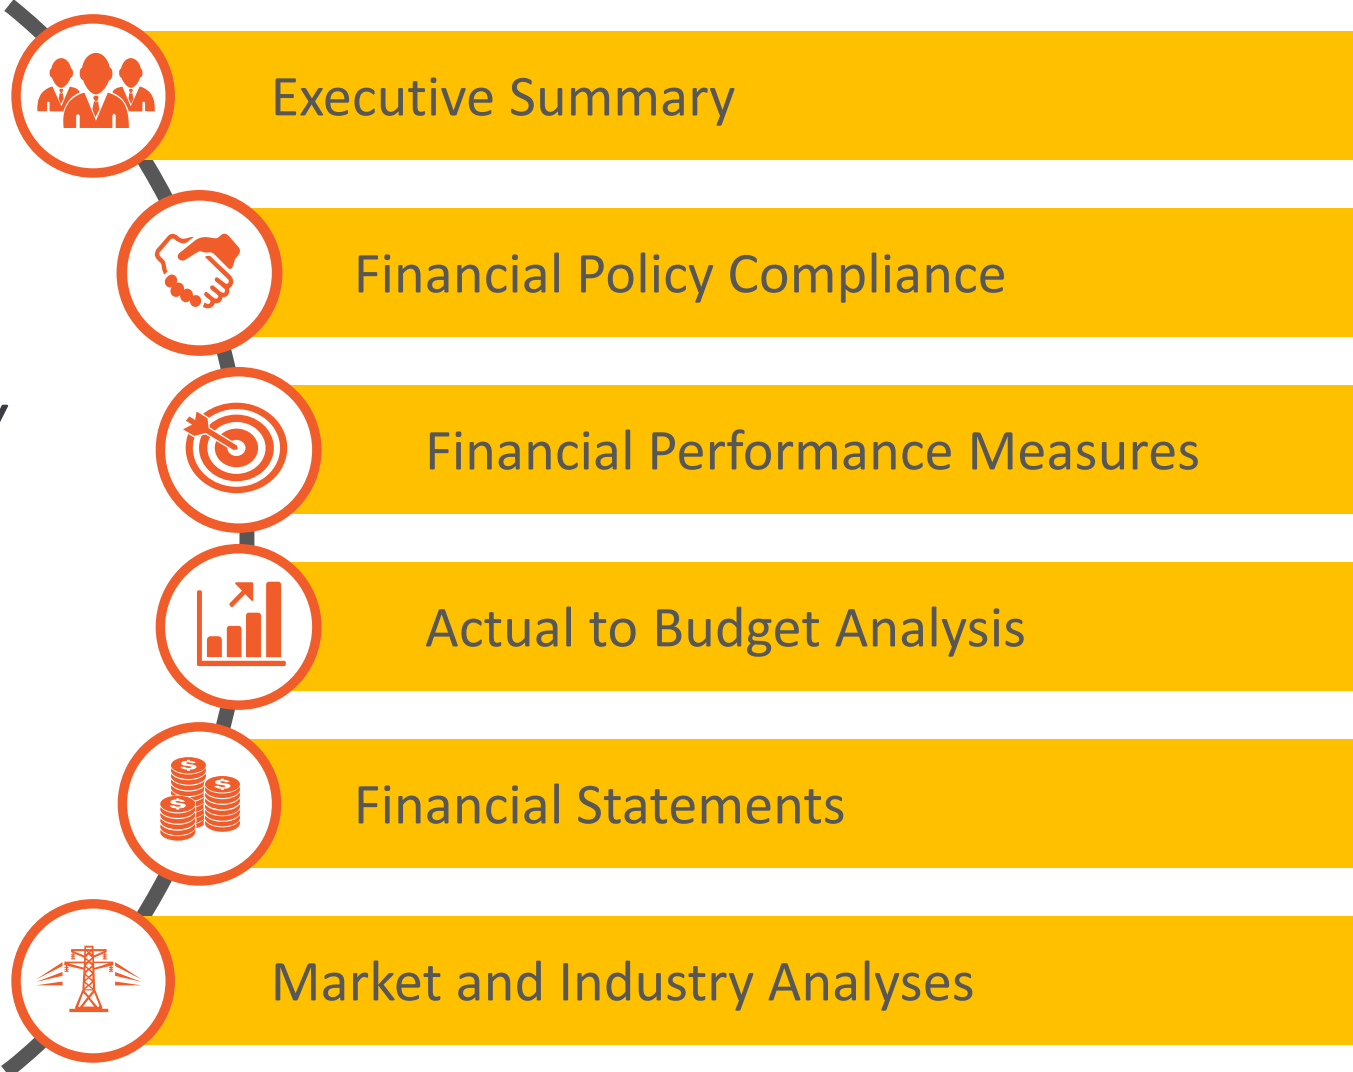 Executive Summary
Financial Policy Compliance
Financial Performance Measures
Actual to Budget Analysis
Financial Statements
Market and Industry Analyses